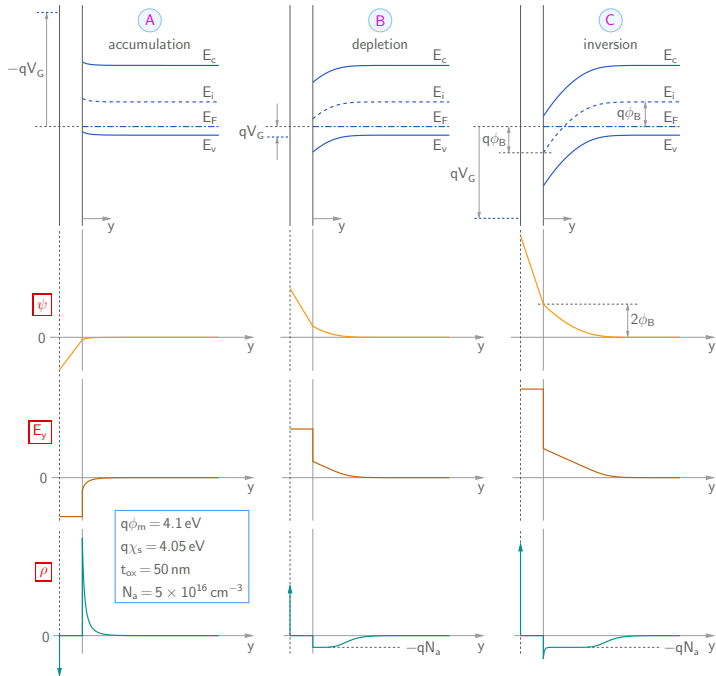 A
B
C
accumulation
depletion
inversion
−qV_G
E_c
E_i
E_F
E_v
y
qV_G
E_c
E_i
E_F
E_v
y
qV_G
qϕ_B
E_c
E_i
qϕ_B
E_F
E_v
y
ψ
0
y
y
2ϕ_B
y
E_y
0
y
y
y
qϕ_m = 4.1 eV
qχ_s = 4.05 eV
t_ox = 50 nm
N_a = 5 × 10^16 cm^−3
ρ
0
y
−qN_a
y
−qN_a
y